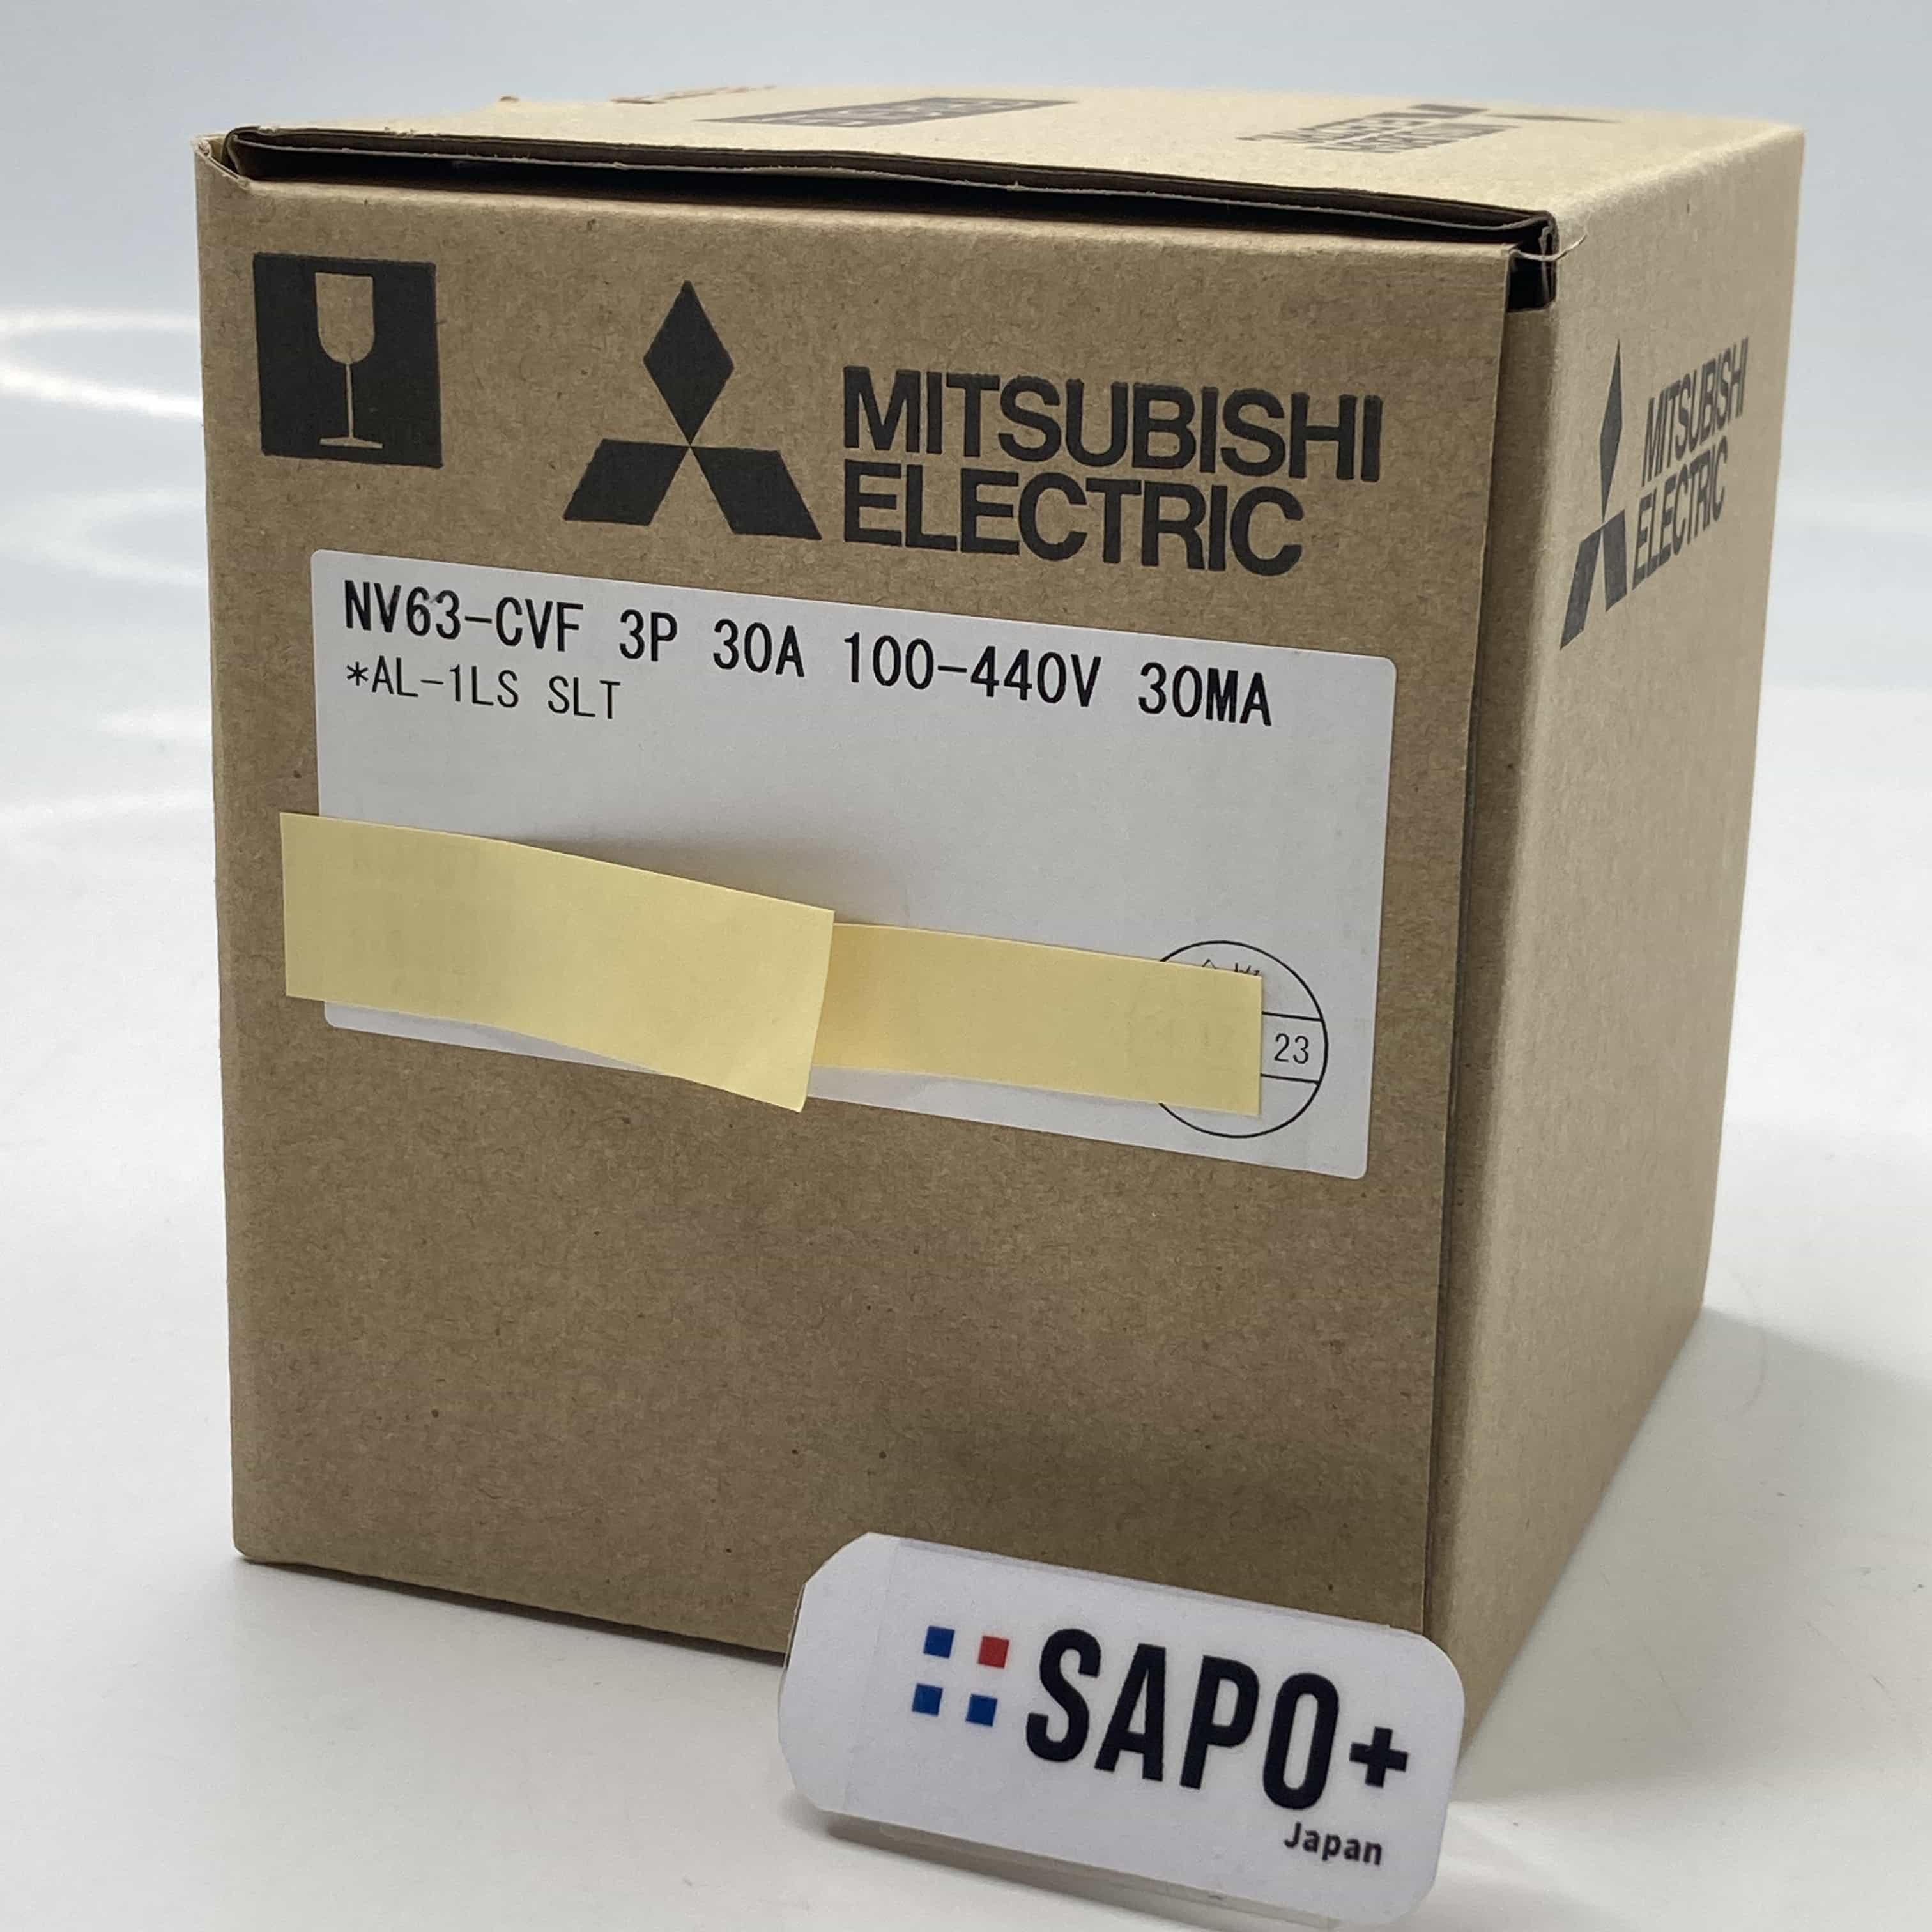 MITSUBISHI
ELECTRIC
MITSUBISHI
ELECTRIC
NV63-CVF 3P 30A 100-440V 30MA
*AL-1LS SLT
23
SAPO+
Japan